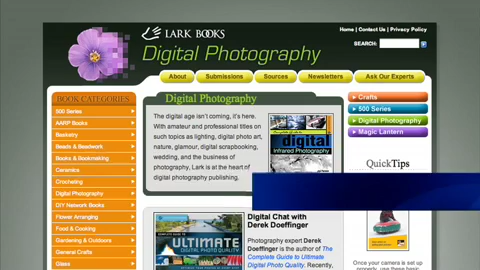 LARK BOOKS
Home | Contact Us | Privacy Policy
Digital Photography
SEARCH:
About
Submissions
Sources
Newsletters
Ask Our Experts
BOOK CATEGORIES
500 Series
AARP Books
Basketry
Beads & Beadwork
Books & Bookmaking
Ceramics
Crocheting
Digital Photography
DIY Network Books
Flower Arranging
Food & Cooking
Gardening & Outdoors
General Crafts
Glass
Digital Photography
The digital age isn't coming, it's here.
With amateur and professional titles on
such topics as lighting, digital photo art,
nature, glamour, digital scrapbooking,
wedding, and the business of
photography, Lark is at the heart of
digital photography publishing.
digital
Infrared Photography
Crafts
500 Series
Digital Photography
Magic Lantern
QuickTips
COMPLETE GUIDE TO
ULTIMATE
DIGITAL PHOTO QUALITY
Digital Chat with
Derek Doeffinger
Photography expert Derek
Doeffinger is the author of The
Complete Guide to Ultimate
Digital Photo Quality. Recently,
Once your camera is set up